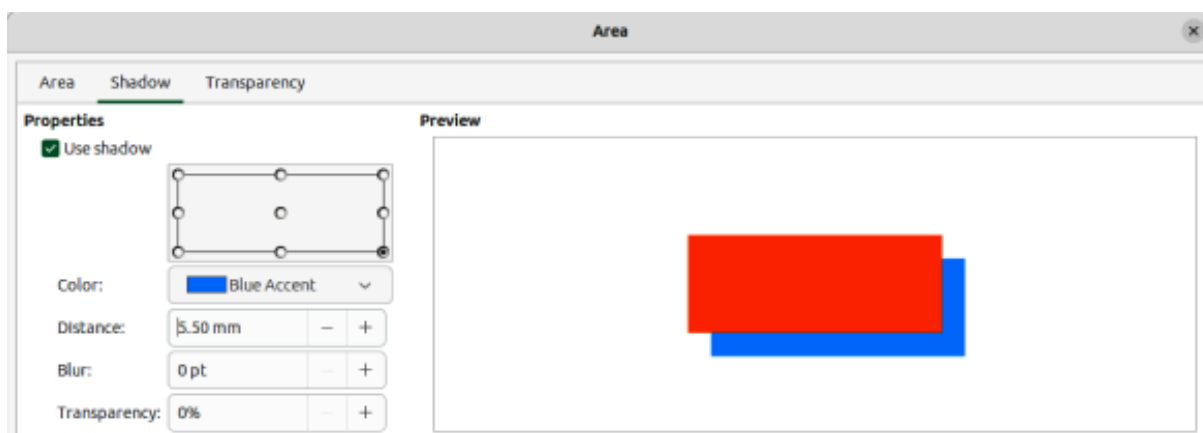 Area
Area Shadow Transparency
Properties
Use shadow
Color: Blue Accent
Distance: 5.50 mm
Blur: 0 pt
Transparency: 0%
Preview